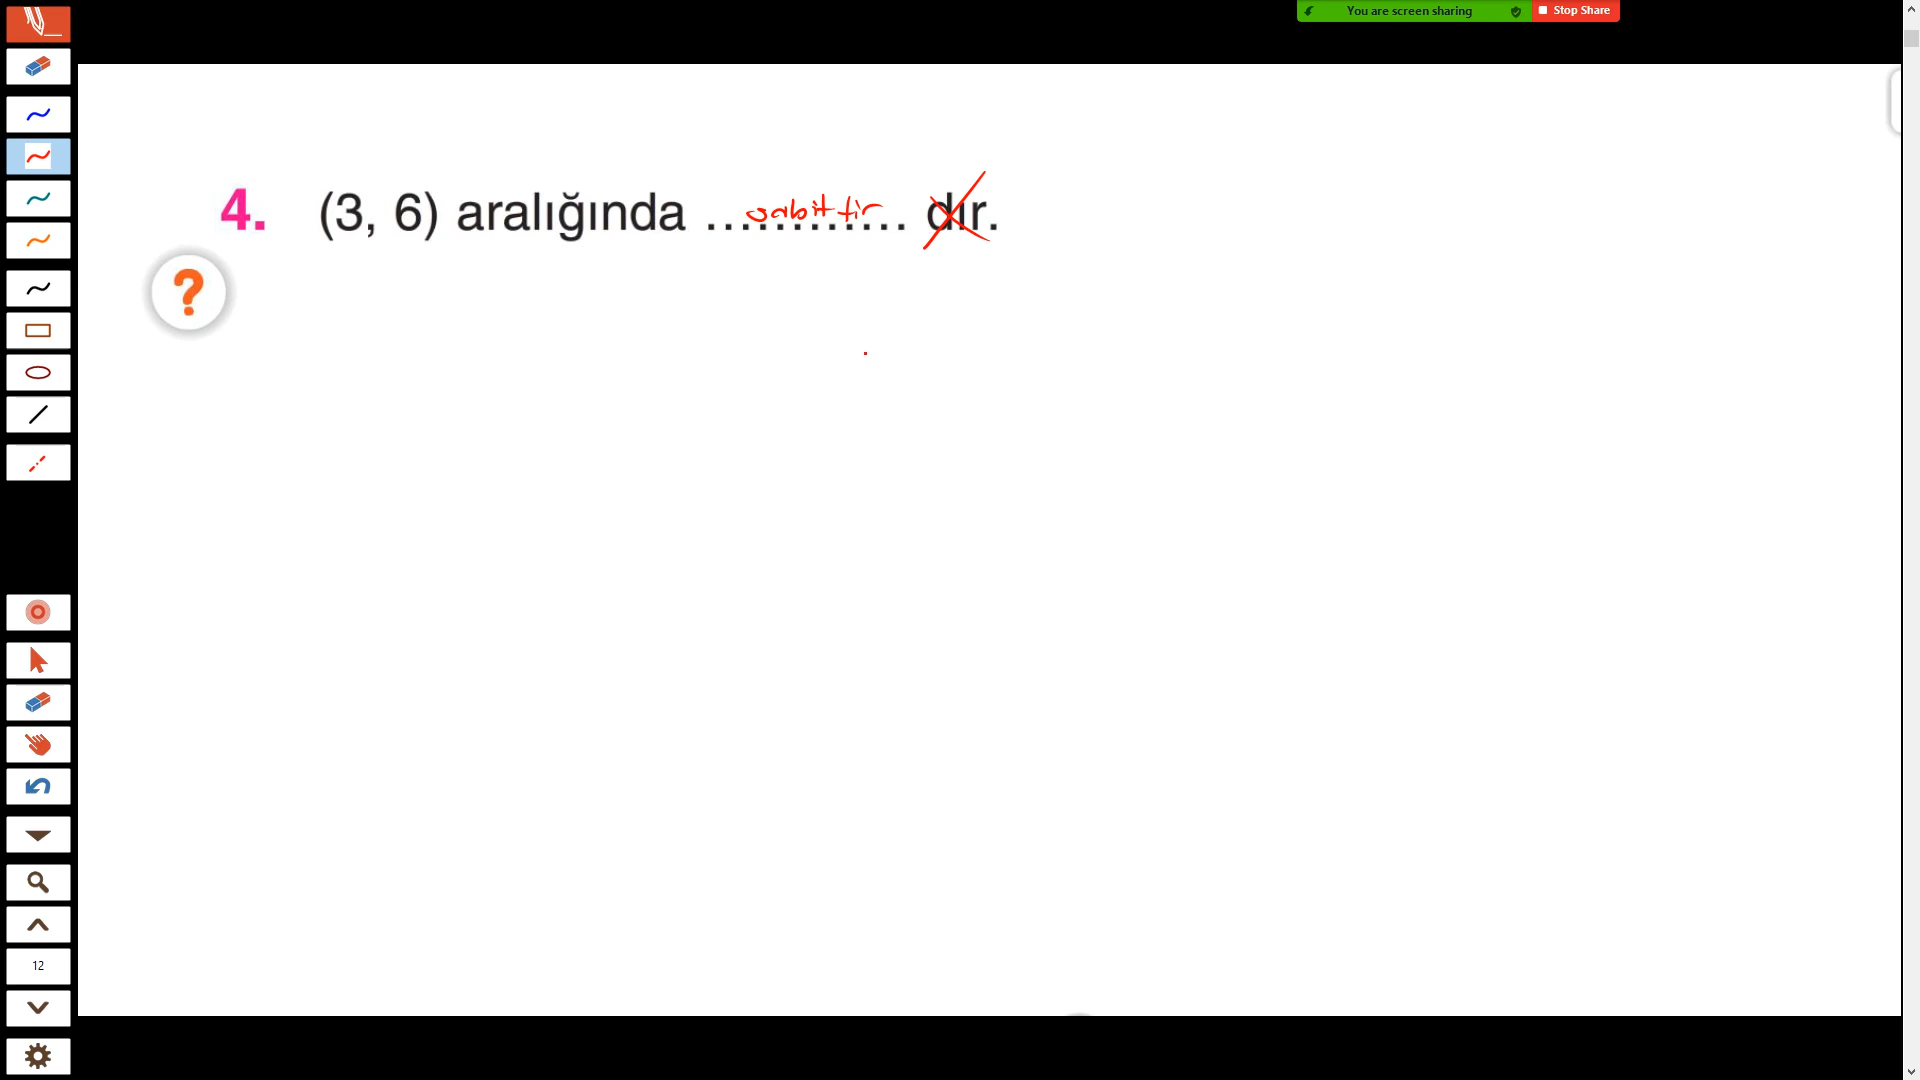 You are screen sharing Stop Share
4. (3, 6) aralığında ............ sabittir dır.
?
12